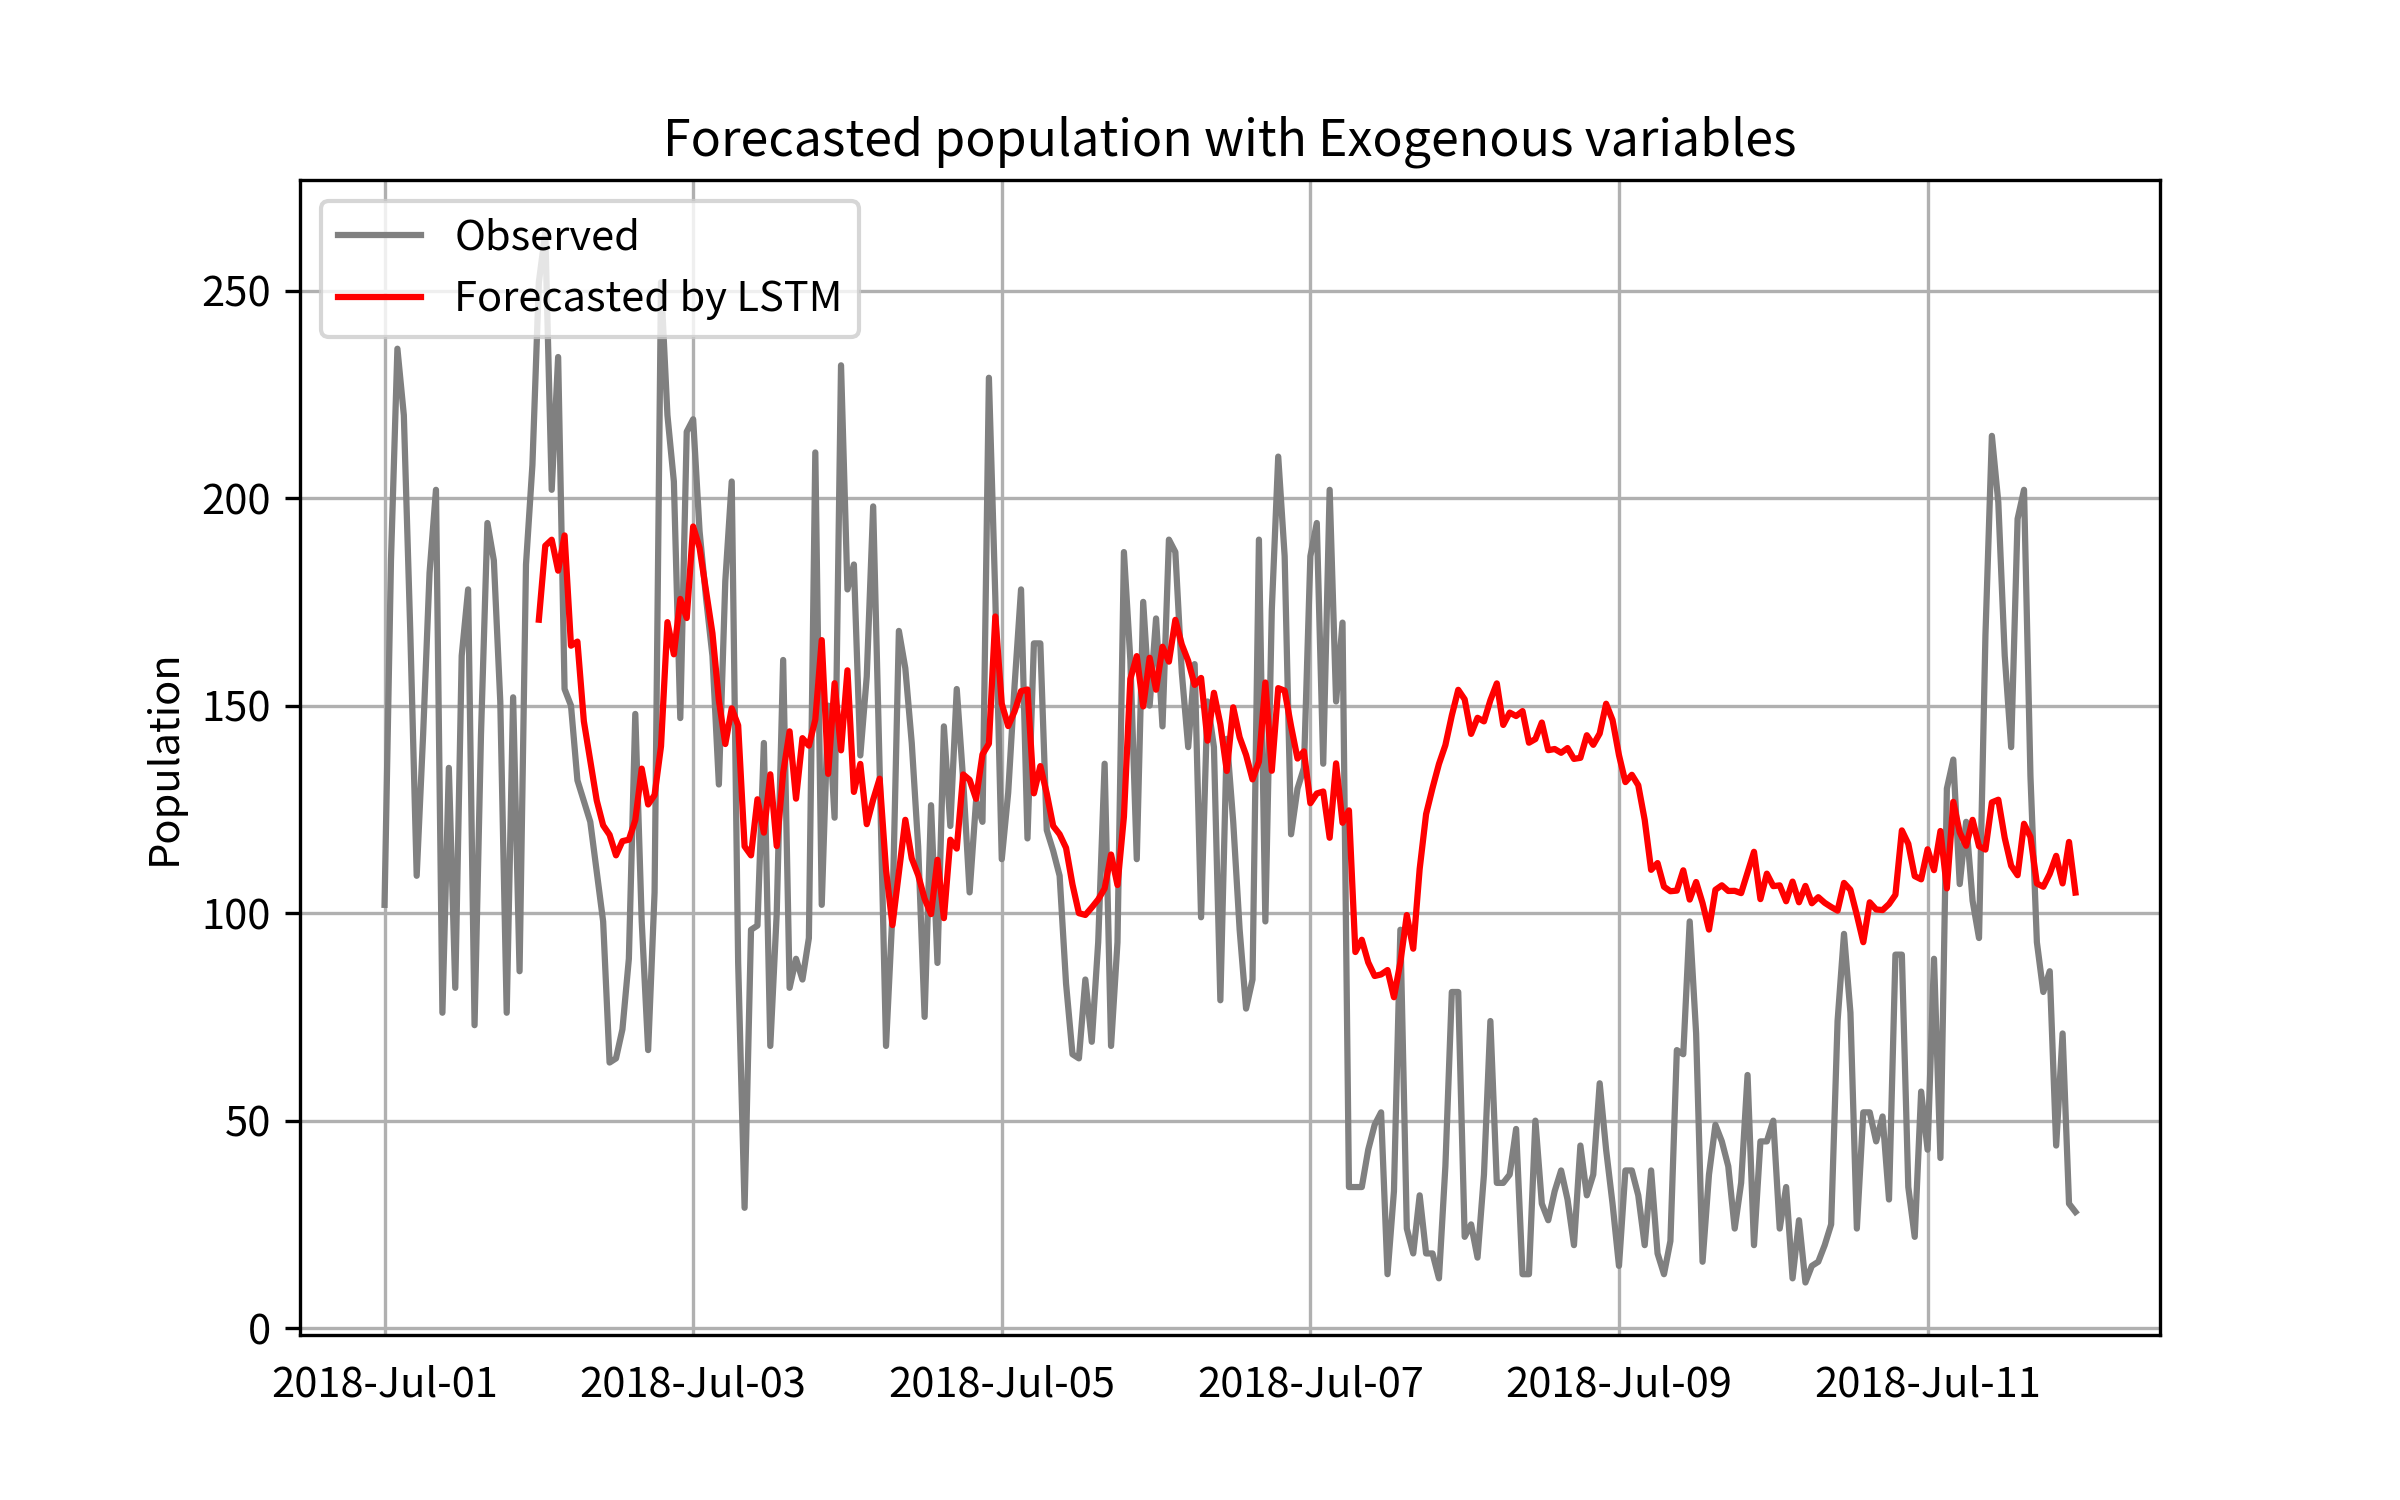 Forecasted population with Exogenous variables
Observed
Forecasted by LSTM
Population
250
200
150
100
50
0
2018-Jul-01 2018-Jul-03 2018-Jul-05 2018-Jul-07 2018-Jul-09 2018-Jul-11